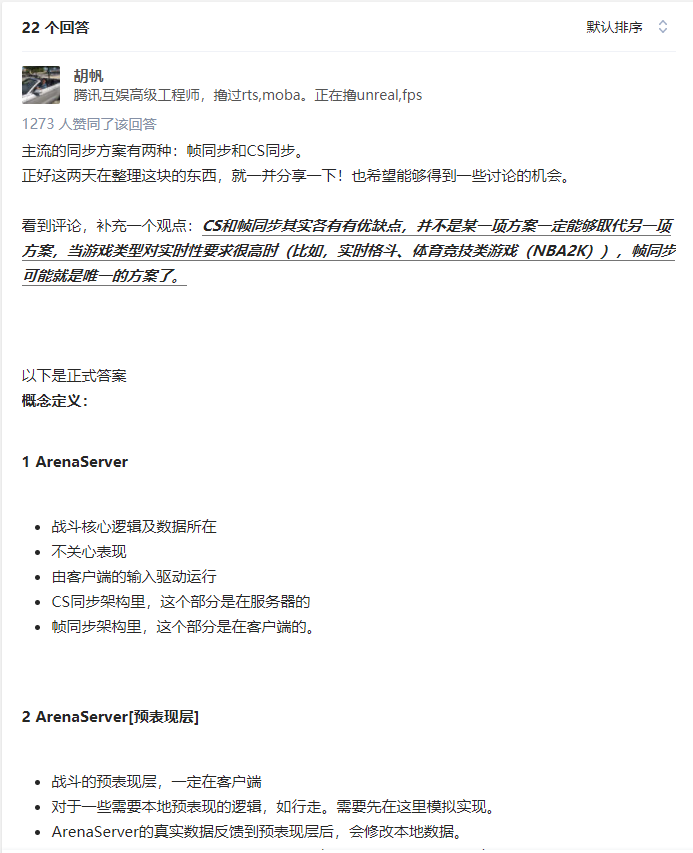 22 个回答
默认排序
胡帆
腾讯互娱高级工程师，撸过rts,moba。正在撸unreal,fps
1273 人赞同了该回答
主流的同步方案有两种：帧同步和CS同步。
正好这两天在整理这块的东西，就一并分享一下！也希望能够得到一些讨论的机会。
看到评论，补充一个观点：CS和帧同步其实各有有优缺点，并不是某一项方案一定能够取代另一项
方案，当游戏类型对实时性要求很高时（比如，实时格斗、体育竞技类游戏（NBA2K）），帧同步
可能就是唯一的方案了。
以下是正式答案
概念定义：
1 ArenaServer
• 战斗核心逻辑及数据所在
• 不关心表现
• 由客户端的输入驱动运行
• CS同步架构里，这个部分是在服务器的
• 帧同步架构里，这个部分是在客户端的。
2 ArenaServer[预表现层]
• 战斗的预表现层，一定在客户端
• 对于一些需要本地预表现的逻辑，如行走。需要先在这里模拟实现。
• ArenaServer的真实数据反馈到预表现层后，会修改本地数据。